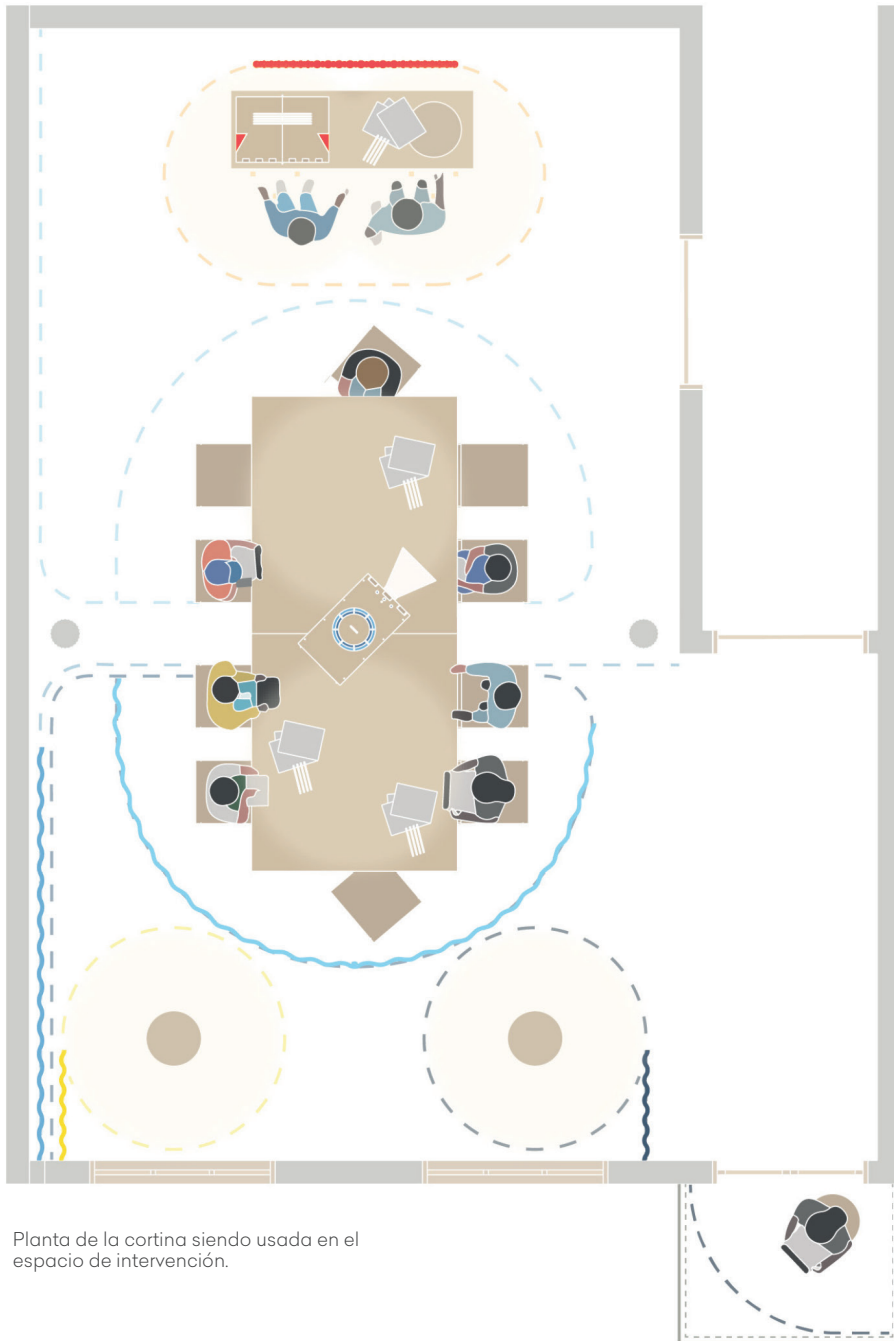 Planta de la cortina siendo usada en el
espacio de intervención.